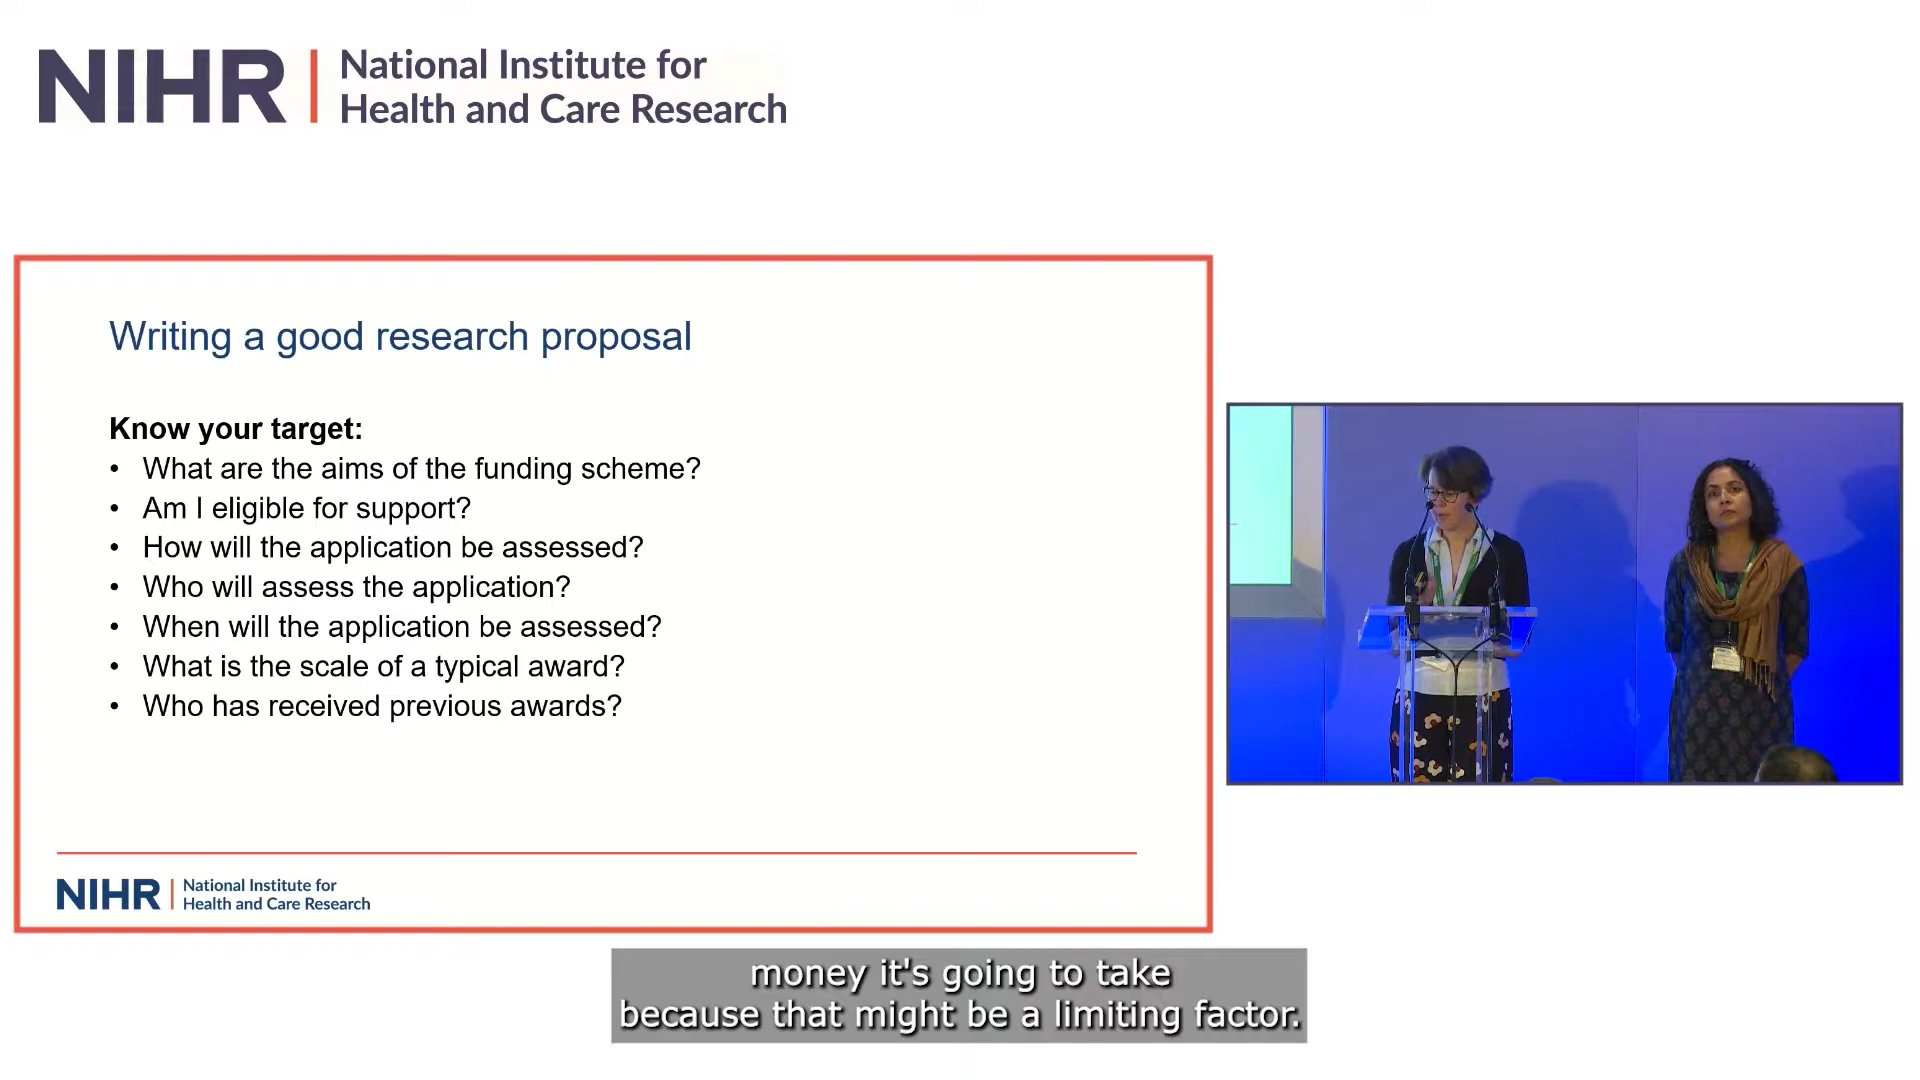 NIHR | National Institute for
Health and Care Research
Writing a good research proposal
Know your target:
• What are the aims of the funding scheme?
• Am I eligible for support?
• How will the application be assessed?
• Who will assess the application?
• When will the application be assessed?
• What is the scale of a typical award?
• Who has received previous awards?
NIHR | National Institute for
Health and Care Research
money it's going to take
because that might be a limiting factor.